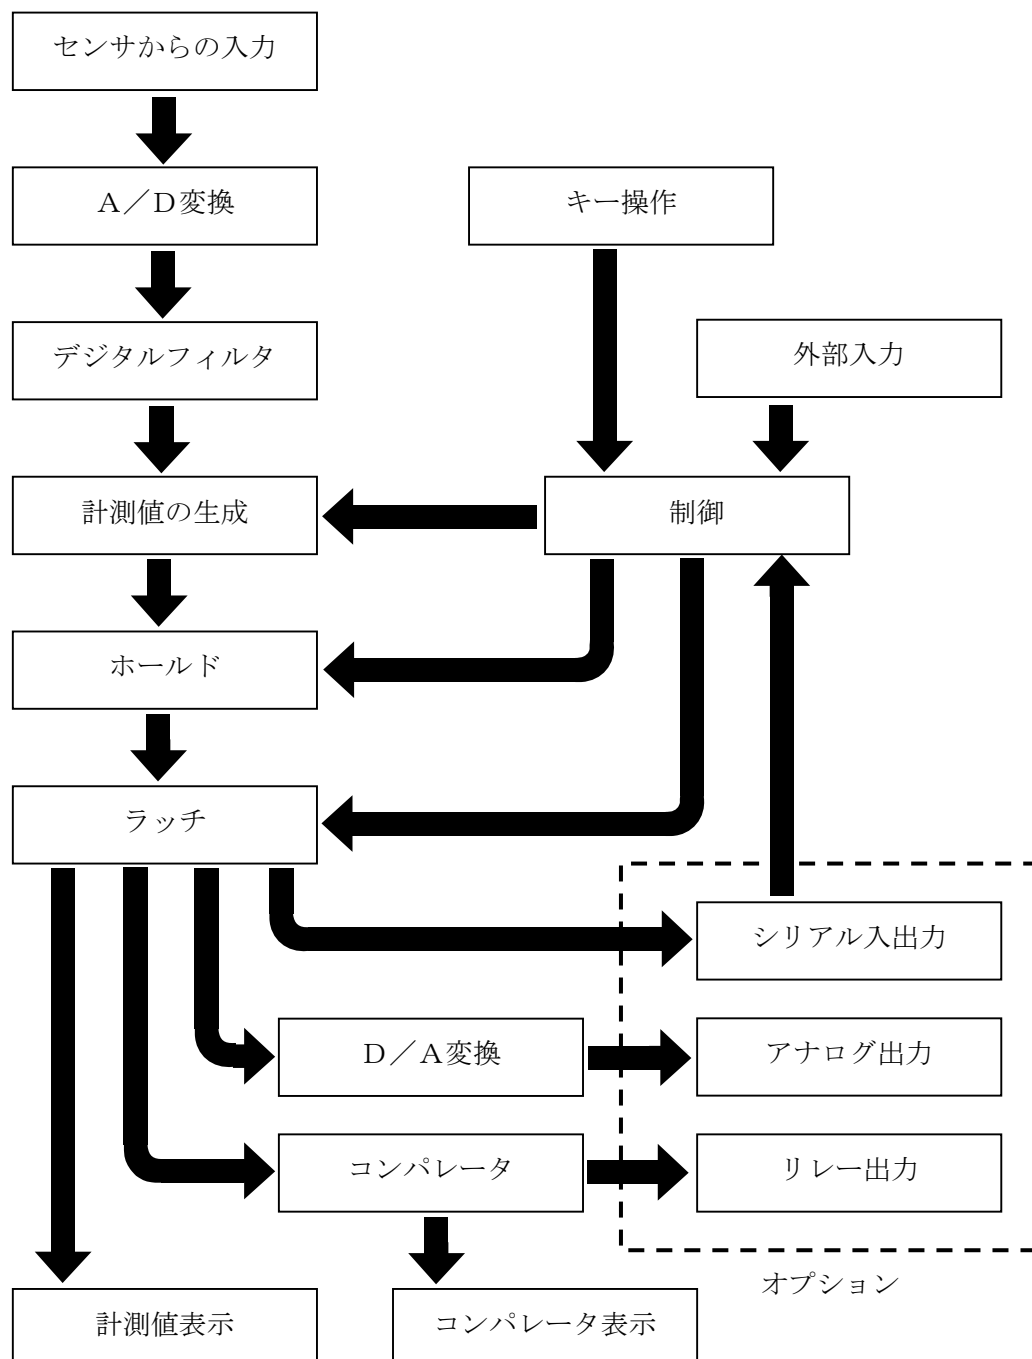 センサからの入力
A/D変換
キー操作
デジタルフィルタ
外部入力
計測値の生成
制御
ホールド
ラッチ
シリアル入出力
D/A変換
アナログ出力
コンパレータ
リレー出力
オプション
計測値表示
コンパレータ表示